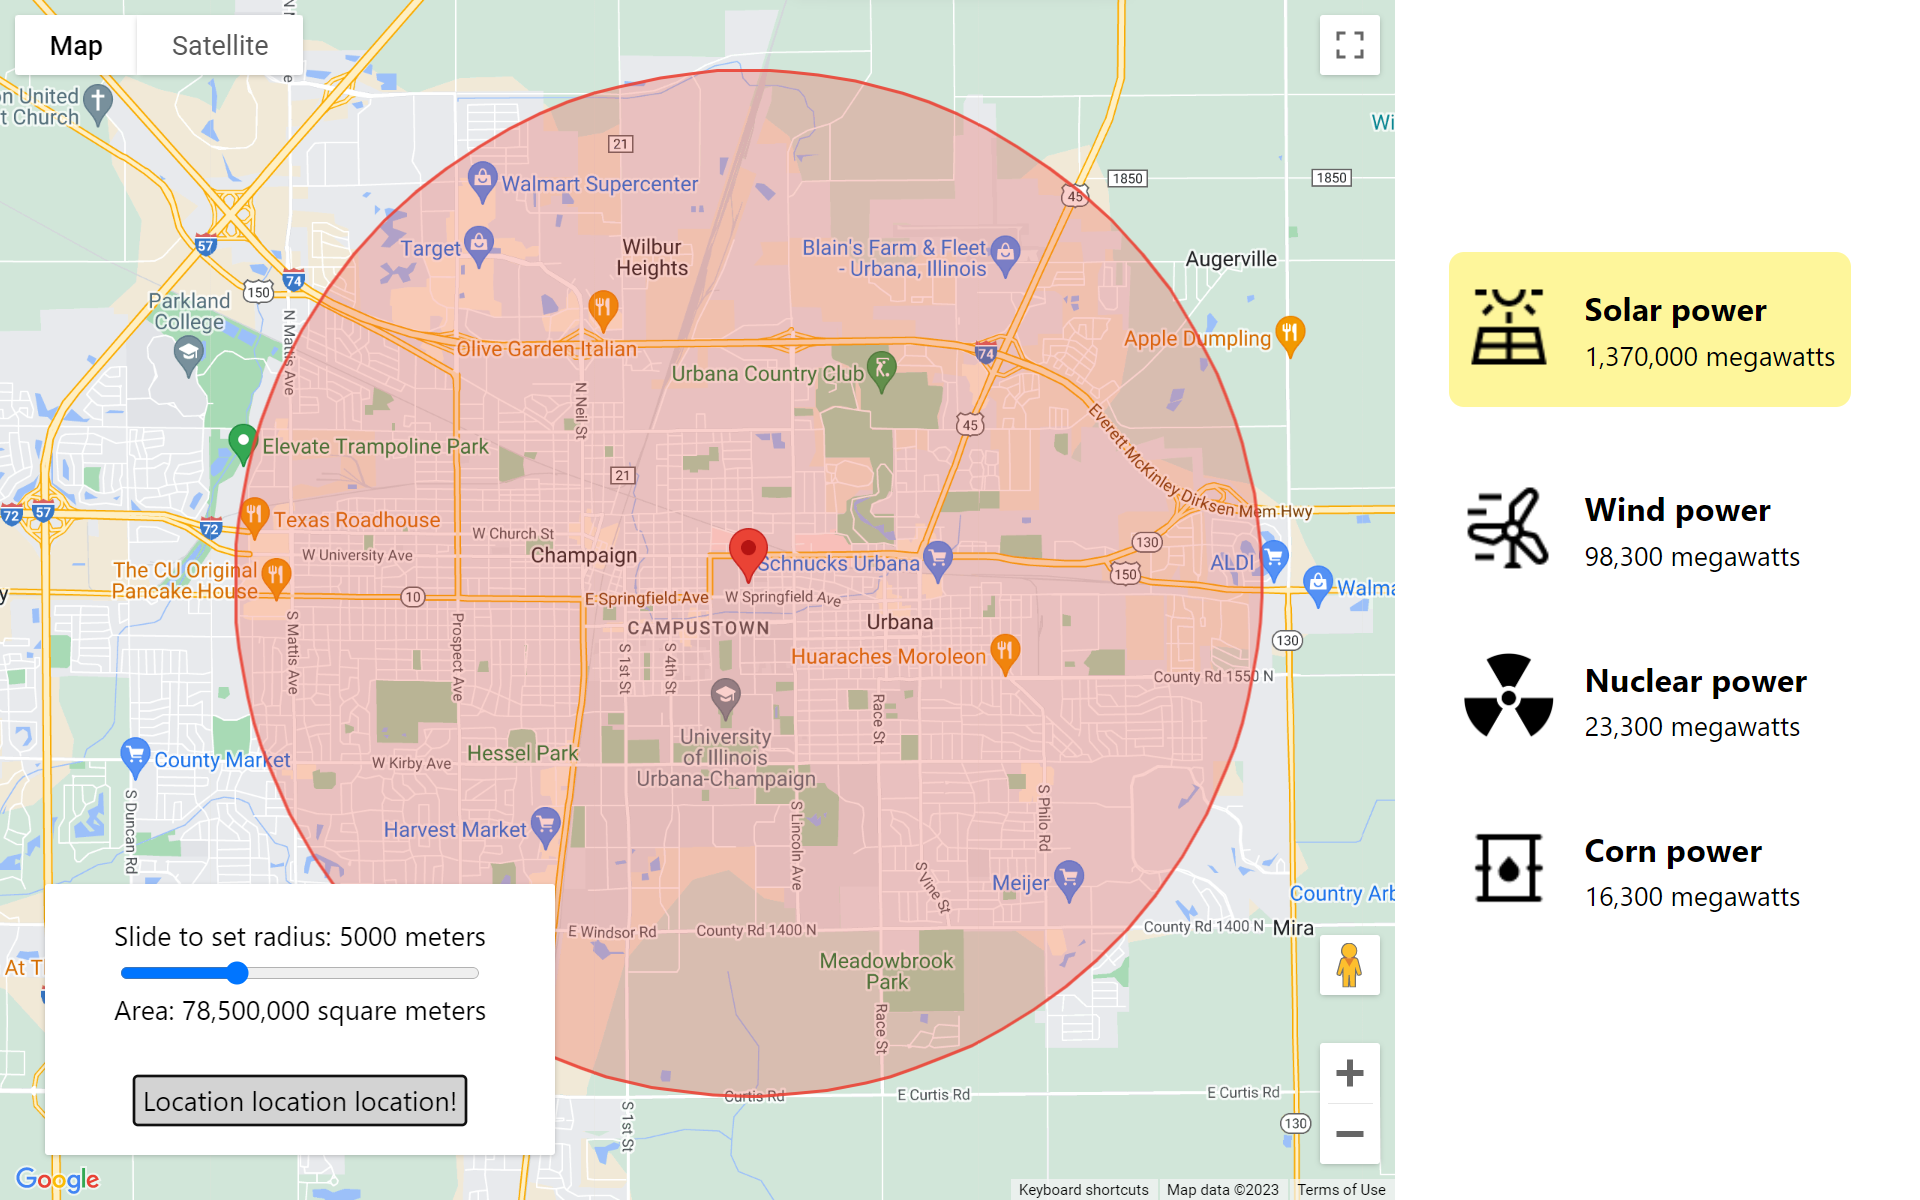 Map
Satellite
on United
t Church
N Mattis Ave
21
Wi
1850
1850
45
Walmart Supercenter
Target
Wilbur
Heights
Blain's Farm & Fleet
- Urbana, Illinois
Augerville
57
74
150
Parkland
College
Olive Garden Italian
74
Apple Dumpling
Urbana Country Club
N Neil St
45
Everett McKinley Dirksen Mem Hwy
Elevate Trampoline Park
21
72
57
72
Texas Roadhouse
W Church St
W University Ave
Champaign
Schnucks Urbana
130
150
ALDI
Walma
The CU Original
Pancake House
y
10
E Springfield Ave
W Springfield Ave
CAMPUSTOWN
Urbana
130
S Mattis Ave
Prospect Ave
S 1st St
S 4th St
Huaraches Moroleon
County Rd 1550 N
Race St
University
of Illinois
Urbana-Champaign
County Market
W Kirby Ave
Hessel Park
S Duncan Rd
Harvest Market
S Lincoln Ave
S Philo Rd
S Vine St
Meijer
Country Arb
E Windsor Rd
County Rd 1400 N
County Rd 1400 N
Mira
Meadowbrook
Park
Race St
At T
Curtis Rd
E Curtis Rd
E Curtis Rd
S 1st St
130
Slide to set radius: 5000 meters
Area: 78,500,000 square meters
Location location location!
Google
Keyboard shortcuts
Map data ©2023
Terms of Use
Solar power
1,370,000 megawatts
Wind power
98,300 megawatts
Nuclear power
23,300 megawatts
Corn power
16,300 megawatts